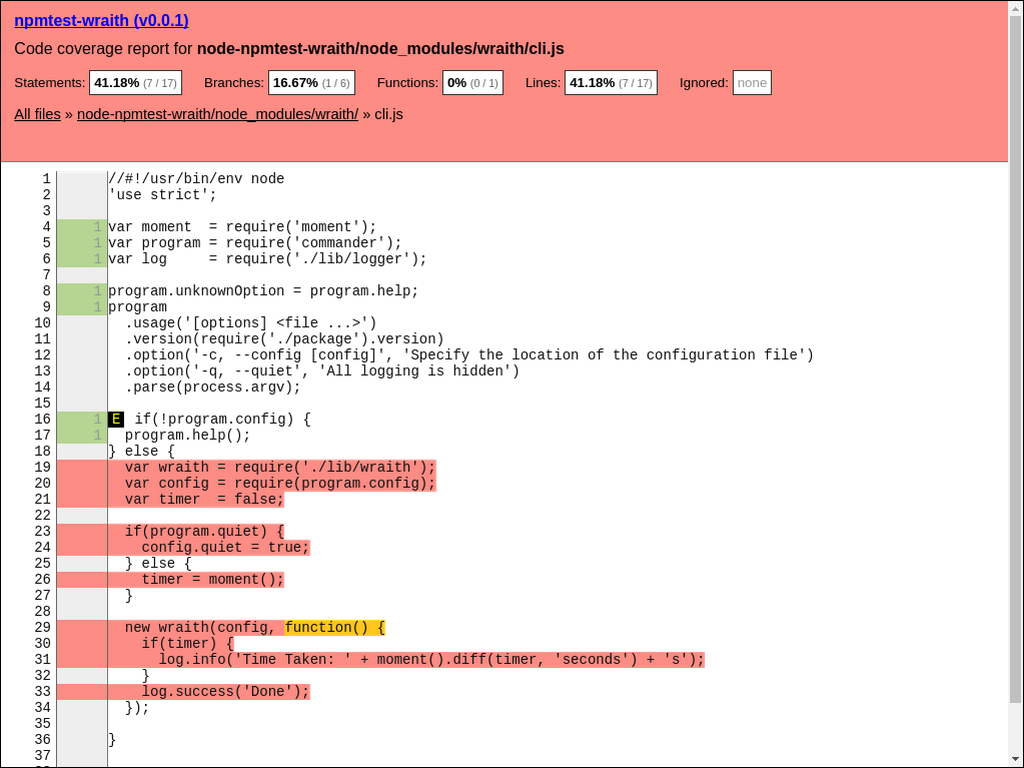 npmtest-wraith (v0.0.1)
Code coverage report for node-npmtest-wraith/node_modules/wraith/cli.js
Statements: 41.18% (7 / 17) Branches: 16.67% (1 / 6) Functions: 0% (0 / 1) Lines: 41.18% (7 / 17) Ignored: none
All files » node-npmtest-wraith/node_modules/wraith/ » cli.js
1 //#!/usr/bin/env node
2 'use strict';
3
4 1 var moment  = require('moment');
5 1 var program = require('commander');
6 1 var log     = require('./lib/logger');
7
8 1 program.unknownOption = program.help;
9 1 program
10   .usage('[options] <file ...>')
11   .version(require('./package').version)
12   .option('-c, --config [config]', 'Specify the location of the configuration file')
13   .option('-q, --quiet', 'All logging is hidden')
14   .parse(process.argv);
15
16 1 E if(!program.config) {
17 1   program.help();
18 } else {
19   var wraith = require('./lib/wraith');
20   var config = require(program.config);
21   var timer  = false;
22
23   if(program.quiet) {
24     config.quiet = true;
25   } else {
26     timer = moment();
27   }
28
29   new wraith(config, function() {
30     if(timer) {
31       log.info('Time Taken: ' + moment().diff(timer, 'seconds') + 's');
32     }
33     log.success('Done');
34   });
35
36 }
37